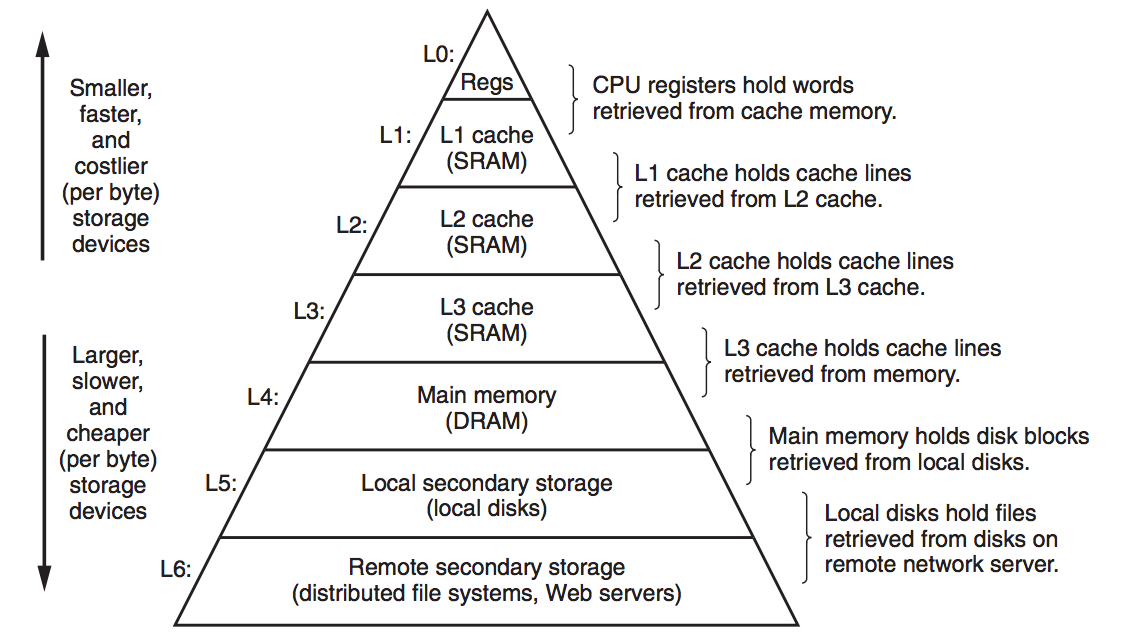 L0:
Regs
CPU registers hold words
retrieved from cache memory.
Smaller,
faster,
and
costlier
(per byte)
storage
devices
L1:
L1 cache
(SRAM)
L1 cache holds cache lines
retrieved from L2 cache.
L2:
L2 cache
(SRAM)
L2 cache holds cache lines
retrieved from L3 cache.
L3:
L3 cache
(SRAM)
L3 cache holds cache lines
retrieved from memory.
Larger,
slower,
and
cheaper
(per byte)
storage
devices
L4:
Main memory
(DRAM)
Main memory holds disk blocks
retrieved from local disks.
L5:
Local secondary storage
(local disks)
Local disks hold files
retrieved from disks on
remote network server.
L6:
Remote secondary storage
(distributed file systems, Web servers)